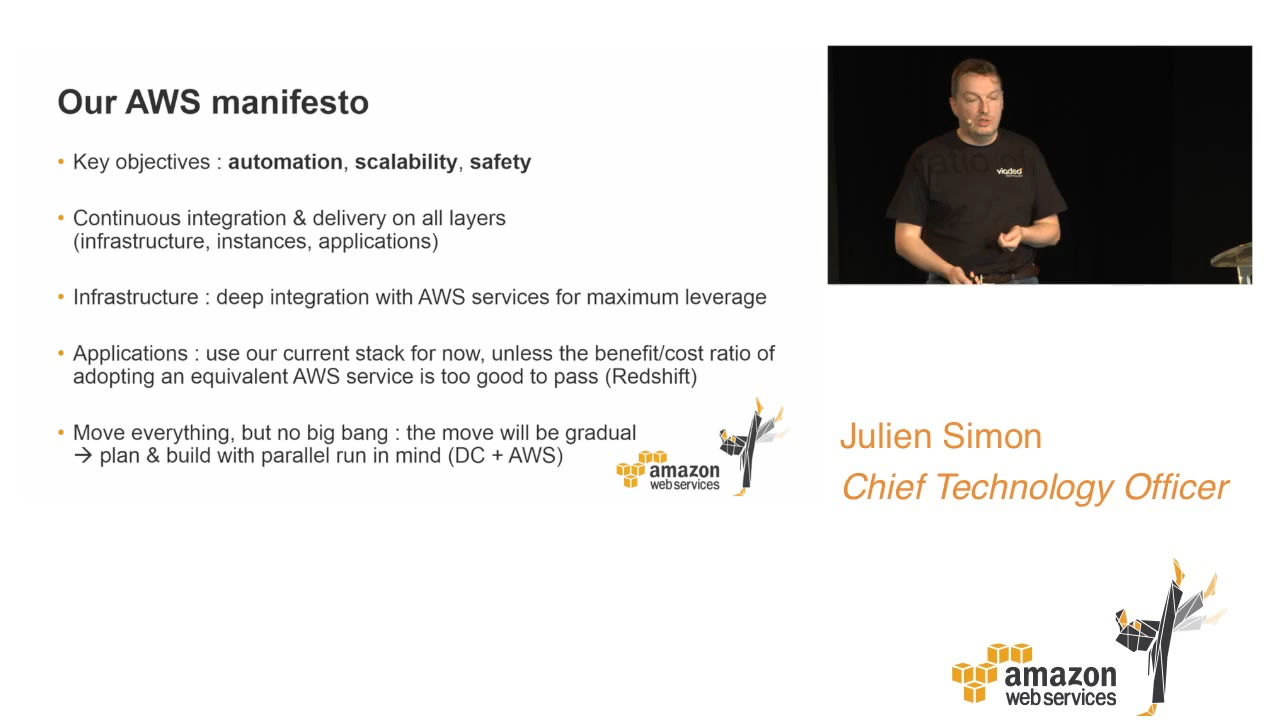 Our AWS manifesto
• Key objectives : automation, scalability, safety
• Continuous integration & delivery on all layers
(infrastructure, instances, applications)
• Infrastructure : deep integration with AWS services for maximum leverage
• Applications : use our current stack for now, unless the benefit/cost ratio of
adopting an equivalent AWS service is too good to pass (Redshift)
• Move everything, but no big bang : the move will be gradual
→ plan & build with parallel run in mind (DC + AWS)
amazon
web services
viadeo
Julien Simon
Chief Technology Officer
amazon
web services